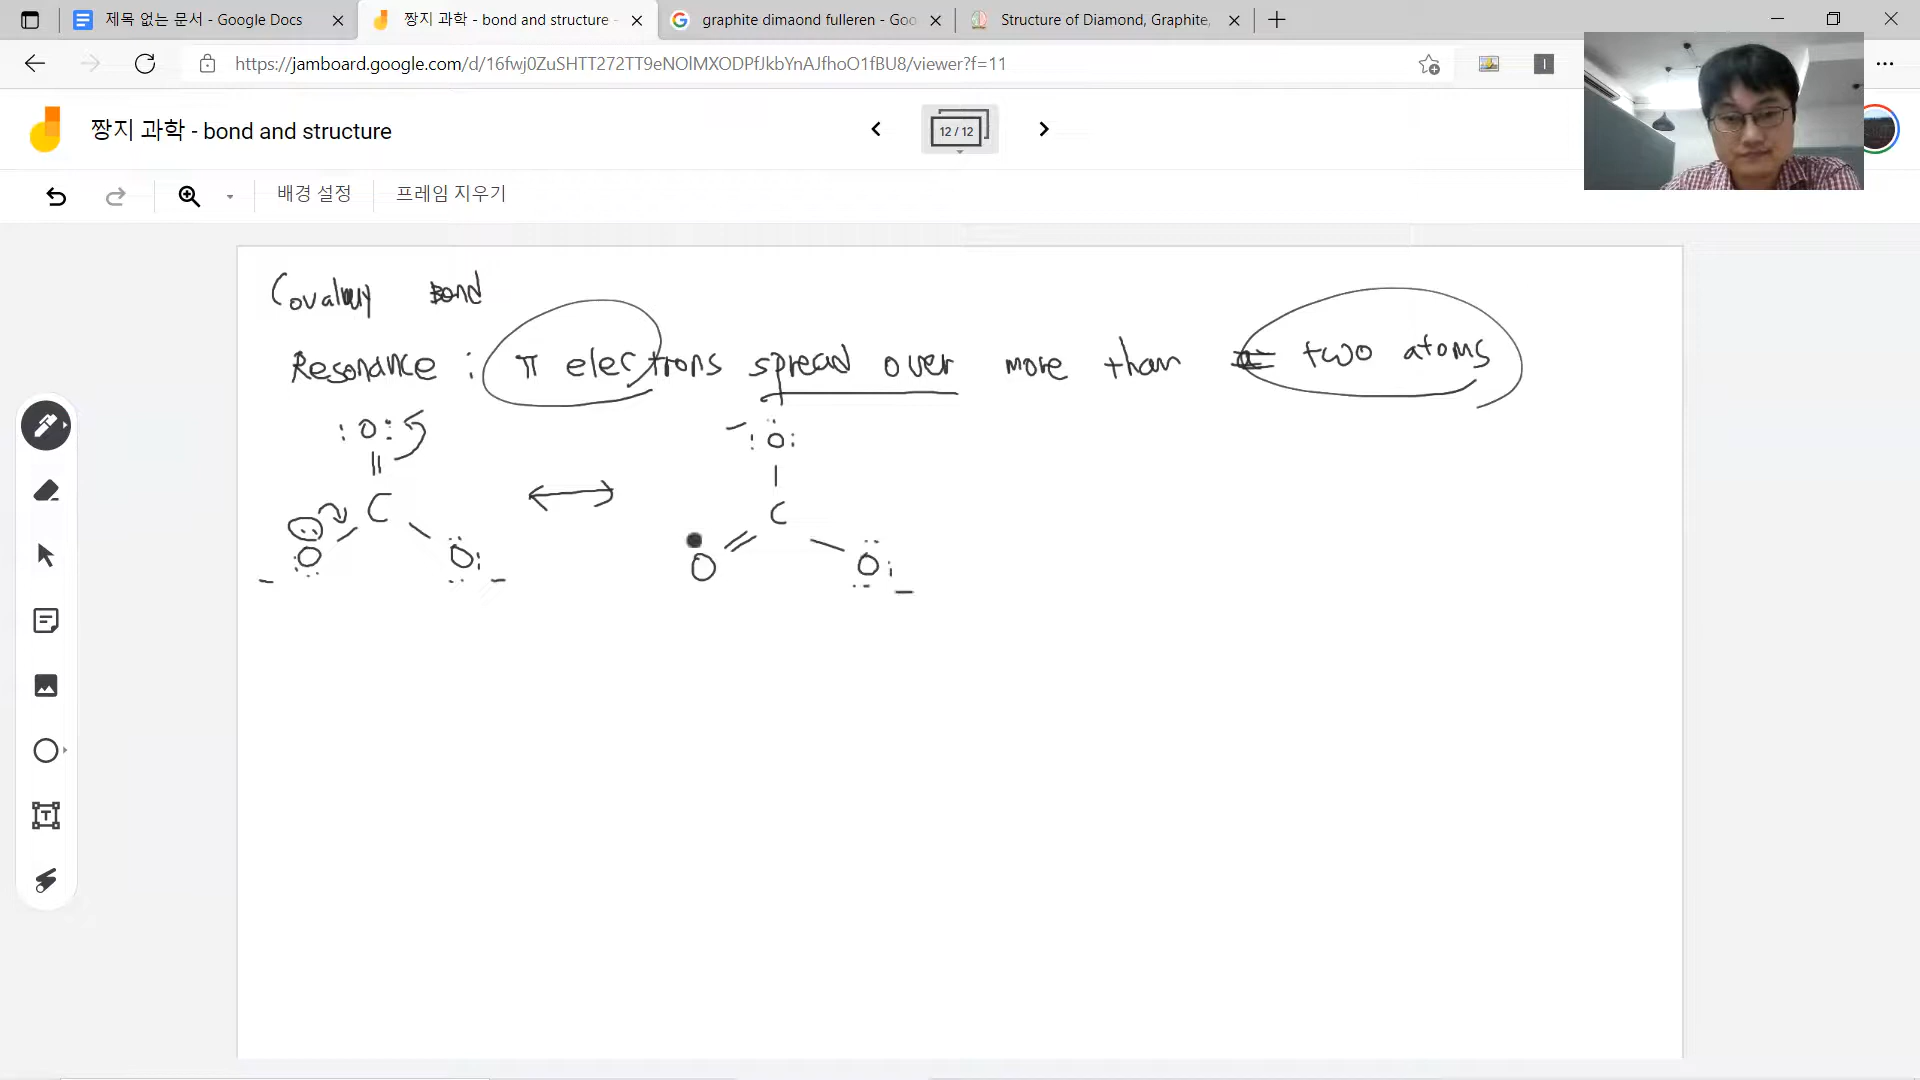 제목 없는 문서 - Google Docs
짱지 과학 - bond and structure -
graphite dimaond fulleren - Goo
Structure of Diamond, Graphite,
https://jamboard.google.com/d/16fwj0ZuSHTT272TT9eNOlMXODPfJkbYnAJfhoO1fBU8/viewer?f=11
짱지 과학 - bond and structure
12 / 12
배경 설정
프레임 지우기
Bond
Resonance : π electrons spread over more than two atoms
:O:
C
O
O
-
-
- :O:
C
O
O
-